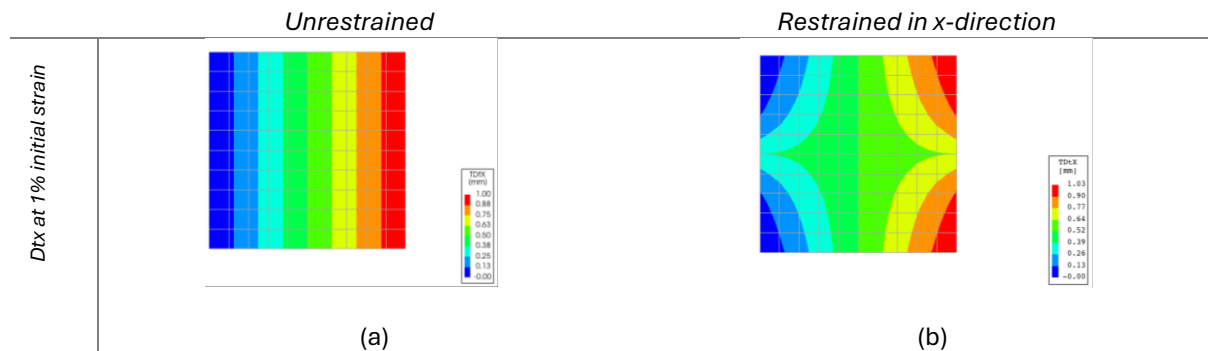 Unrestrained
Restrained in x-direction
Dtx at 1% initial strain
TDtX
(mm)
1.00
0.88
0.75
0.63
0.50
0.38
0.25
0.13
-0.00
TDtX
[mm]
1.03
0.90
0.77
0.64
0.52
0.39
0.26
0.13
-0.00
(a)
(b)